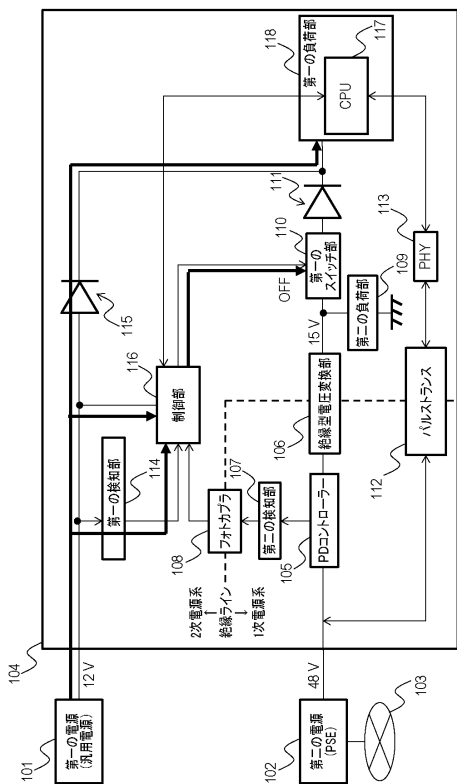 104
101
第一の電源
(汎用電源)
12 V
102
第二の電源
(PSE)
48 V
103
115
116
制御部
第一の検知部
114
フォトカプラ
108
第二の検知部
107
PDコントローラー
105
2次電源系
絶縁ライン
1次電源系
絶縁型電圧変換部
106
15 V
第二の負荷部
109
OFF
第一の
スイッチ部
110
111
118
第一の負荷部
CPU
117
PHY
113
パルストランス
112